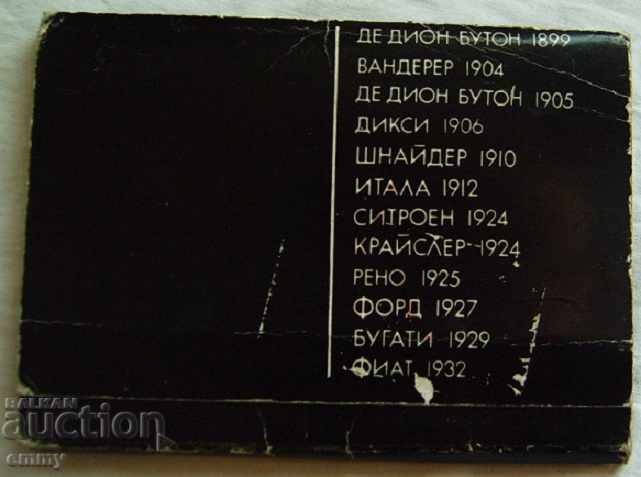 ДЕ ДИОН БУТОН 1899
ВАНДЕРЕР 1904
ДЕ ДИОН БУТОН 1905
ДИКСИ 1906
ШНАЙДЕР 1910
ИТАЛА 1912
СИТРОЕН 1924
КРАЙСЛЕР 1924
РЕНО 1925
ФОРД 1927
БУГАТИ 1929
ФИАТ 1932
BALKAN
auction
emmy